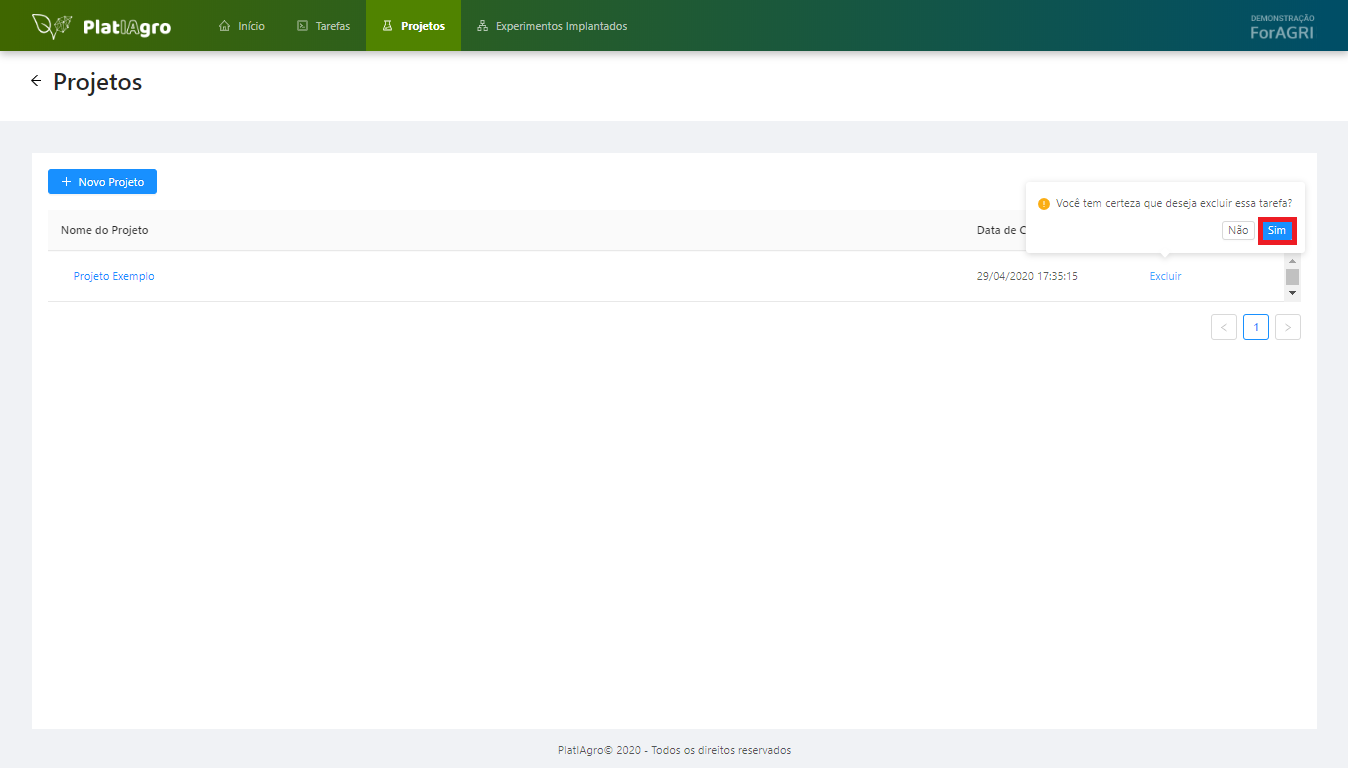 PlatIAgro
Início
Tarefas
Projetos
Experimentos Implantados
DEMONSTRAÇÃO
ForAGRI
Projetos
Novo Projeto
Você tem certeza que deseja excluir essa tarefa?
Não
Sim
Nome do Projeto
Data de C
Projeto Exemplo
29/04/2020 17:35:15
Excluir
< 1 >
PlatIAgro© 2020 - Todos os direitos reservados